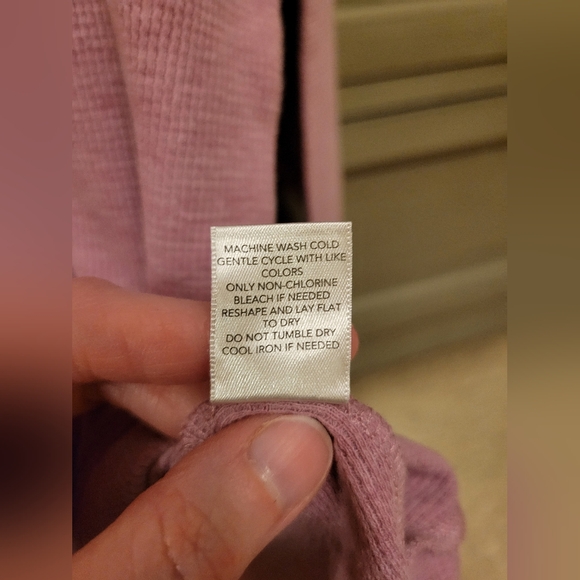 MACHINE WASH COLD
GENTLE CYCLE WITH LIKE
COLORS
ONLY NON-CHLORINE
BLEACH IF NEEDED
RESHAPE AND LAY FLAT
TO DRY
DO NOT TUMBLE DRY
COOL IRON IF NEEDED